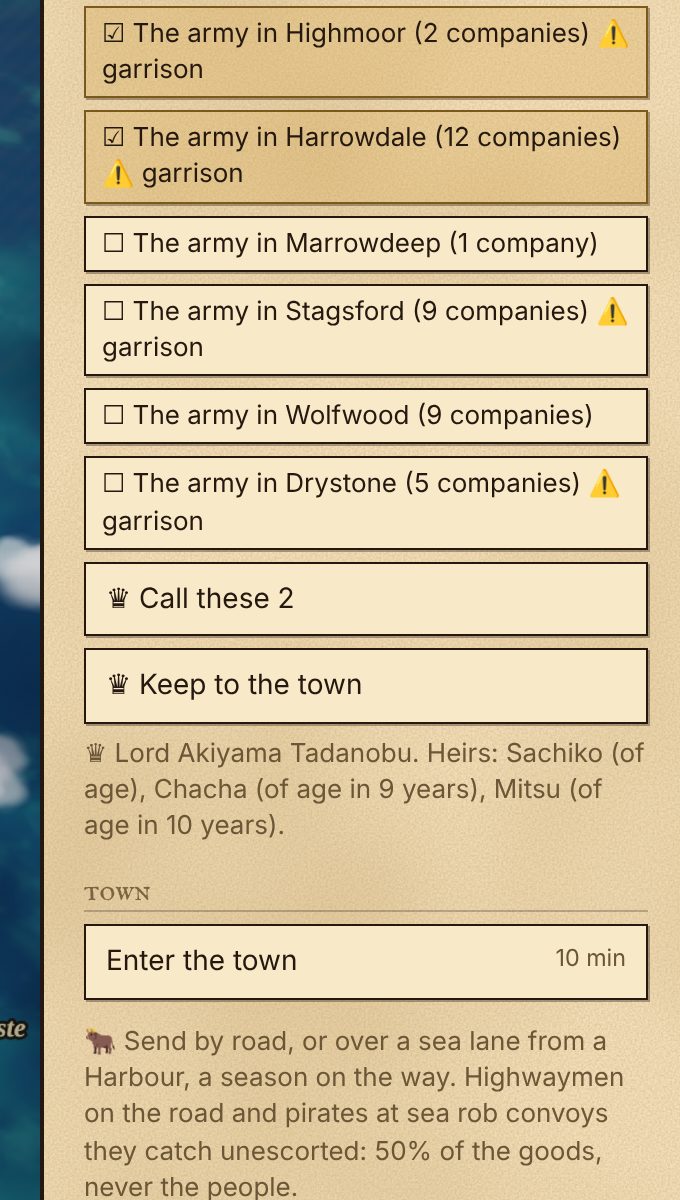 ☑ The army in Highmoor (2 companies) ⚠️
garrison
☑ The army in Harrowdale (12 companies)
⚠️ garrison
☐ The army in Marrowdeep (1 company)
☐ The army in Stagsford (9 companies) ⚠️
garrison
☐ The army in Wolfwood (9 companies)
☐ The army in Drystone (5 companies) ⚠️
garrison
♛ Call these 2
♛ Keep to the town
♛ Lord Akiyama Tadanobu. Heirs: Sachiko (of
age), Chacha (of age in 9 years), Mitsu (of
age in 10 years).
TOWN
Enter the town 10 min
ste
🐂 Send by road, or over a sea lane from a
Harbour, a season on the way. Highwaymen
on the road and pirates at sea rob convoys
they catch unescorted: 50% of the goods,
never the people.